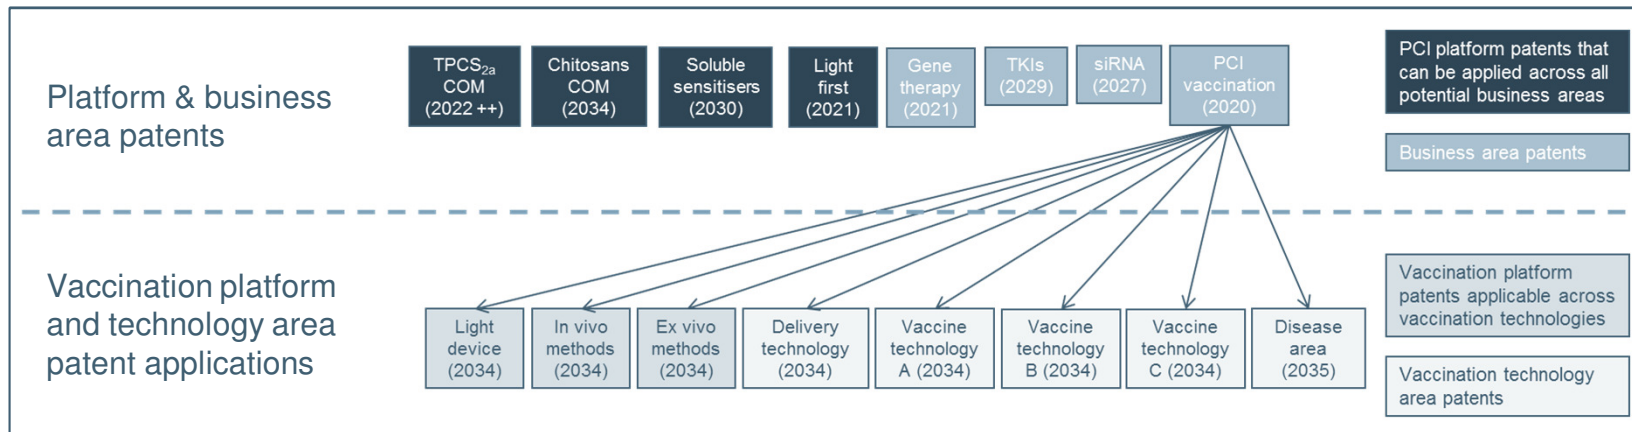 Platform & business
area patents
TPCS2a
COM
(2022 ++)
Chitosans
COM
(2034)
Soluble
sensitisers
(2030)
Light
first
(2021)
Gene
therapy
(2021)
TKIs
(2029)
siRNA
(2027)
PCI
vaccination
(2020)
PCI platform patents that
can be applied across all
potential business areas
Business area patents
Vaccination platform
and technology area
patent applications
Light
device
(2034)
In vivo
methods
(2034)
Ex vivo
methods
(2034)
Delivery
technology
(2034)
Vaccine
technology
A (2034)
Vaccine
technology
B (2034)
Vaccine
technology
C (2034)
Disease
area
(2035)
Vaccination platform
patents applicable across
vaccination technologies
Vaccination technology
area patents